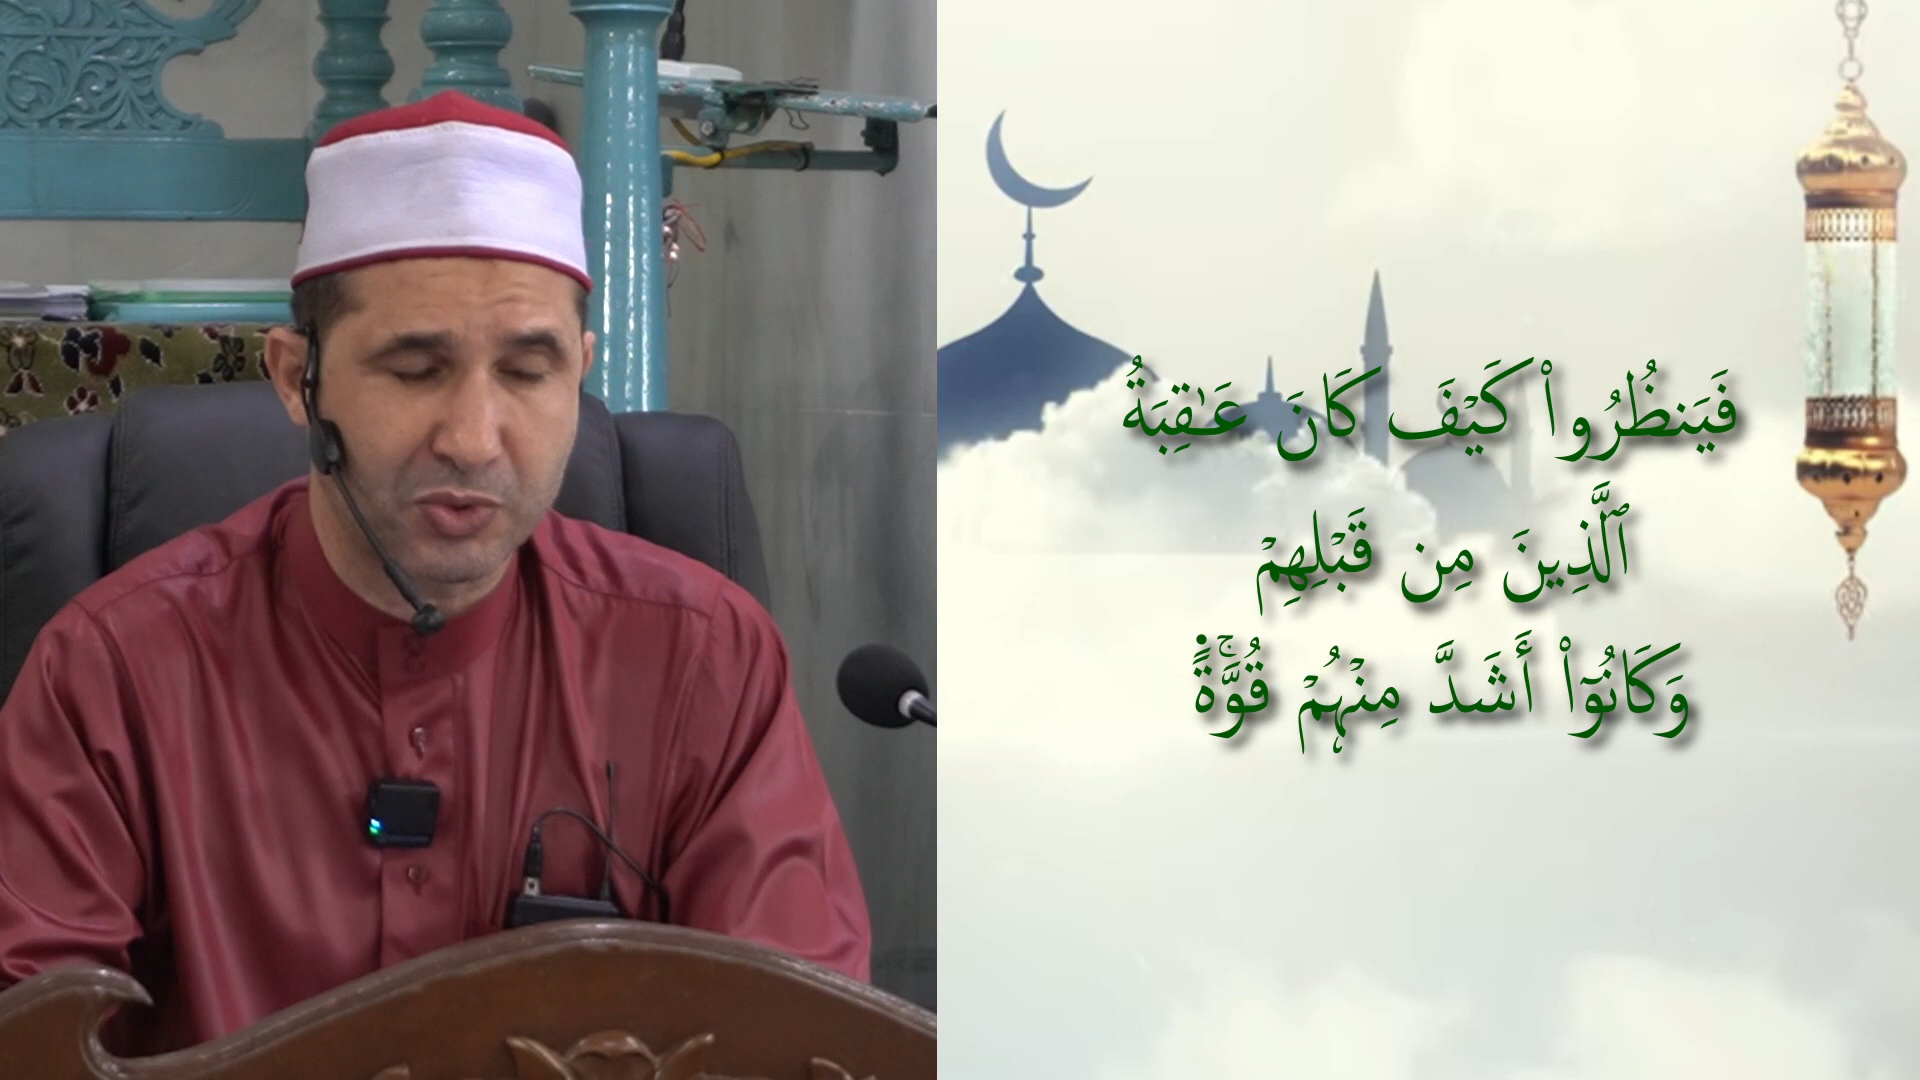 فَيَنظُرُوا۟ كَيْفَ كَانَ عَـٰقِبَةُ
ٱلَّذِينَ مِن قَبْلِهِمْ
وَكَانُوٓا۟ أَشَدَّ مِنْهُمْ قُوَّةًۭ ۚ